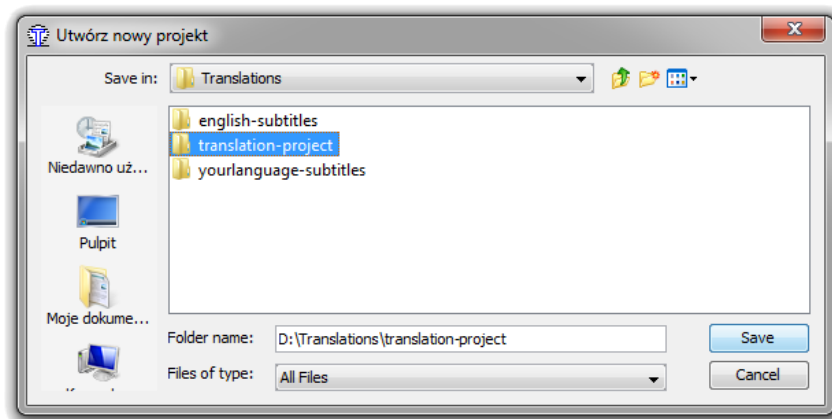 Utwórz nowy projekt
Save in: Translations
english-subtitles
translation-project
yourlanguage-subtitles
Niedawno uż...
Pulpit
Moje dokume...
Folder name: D:\Translations\translation-project Save
Files of type: All Files Cancel